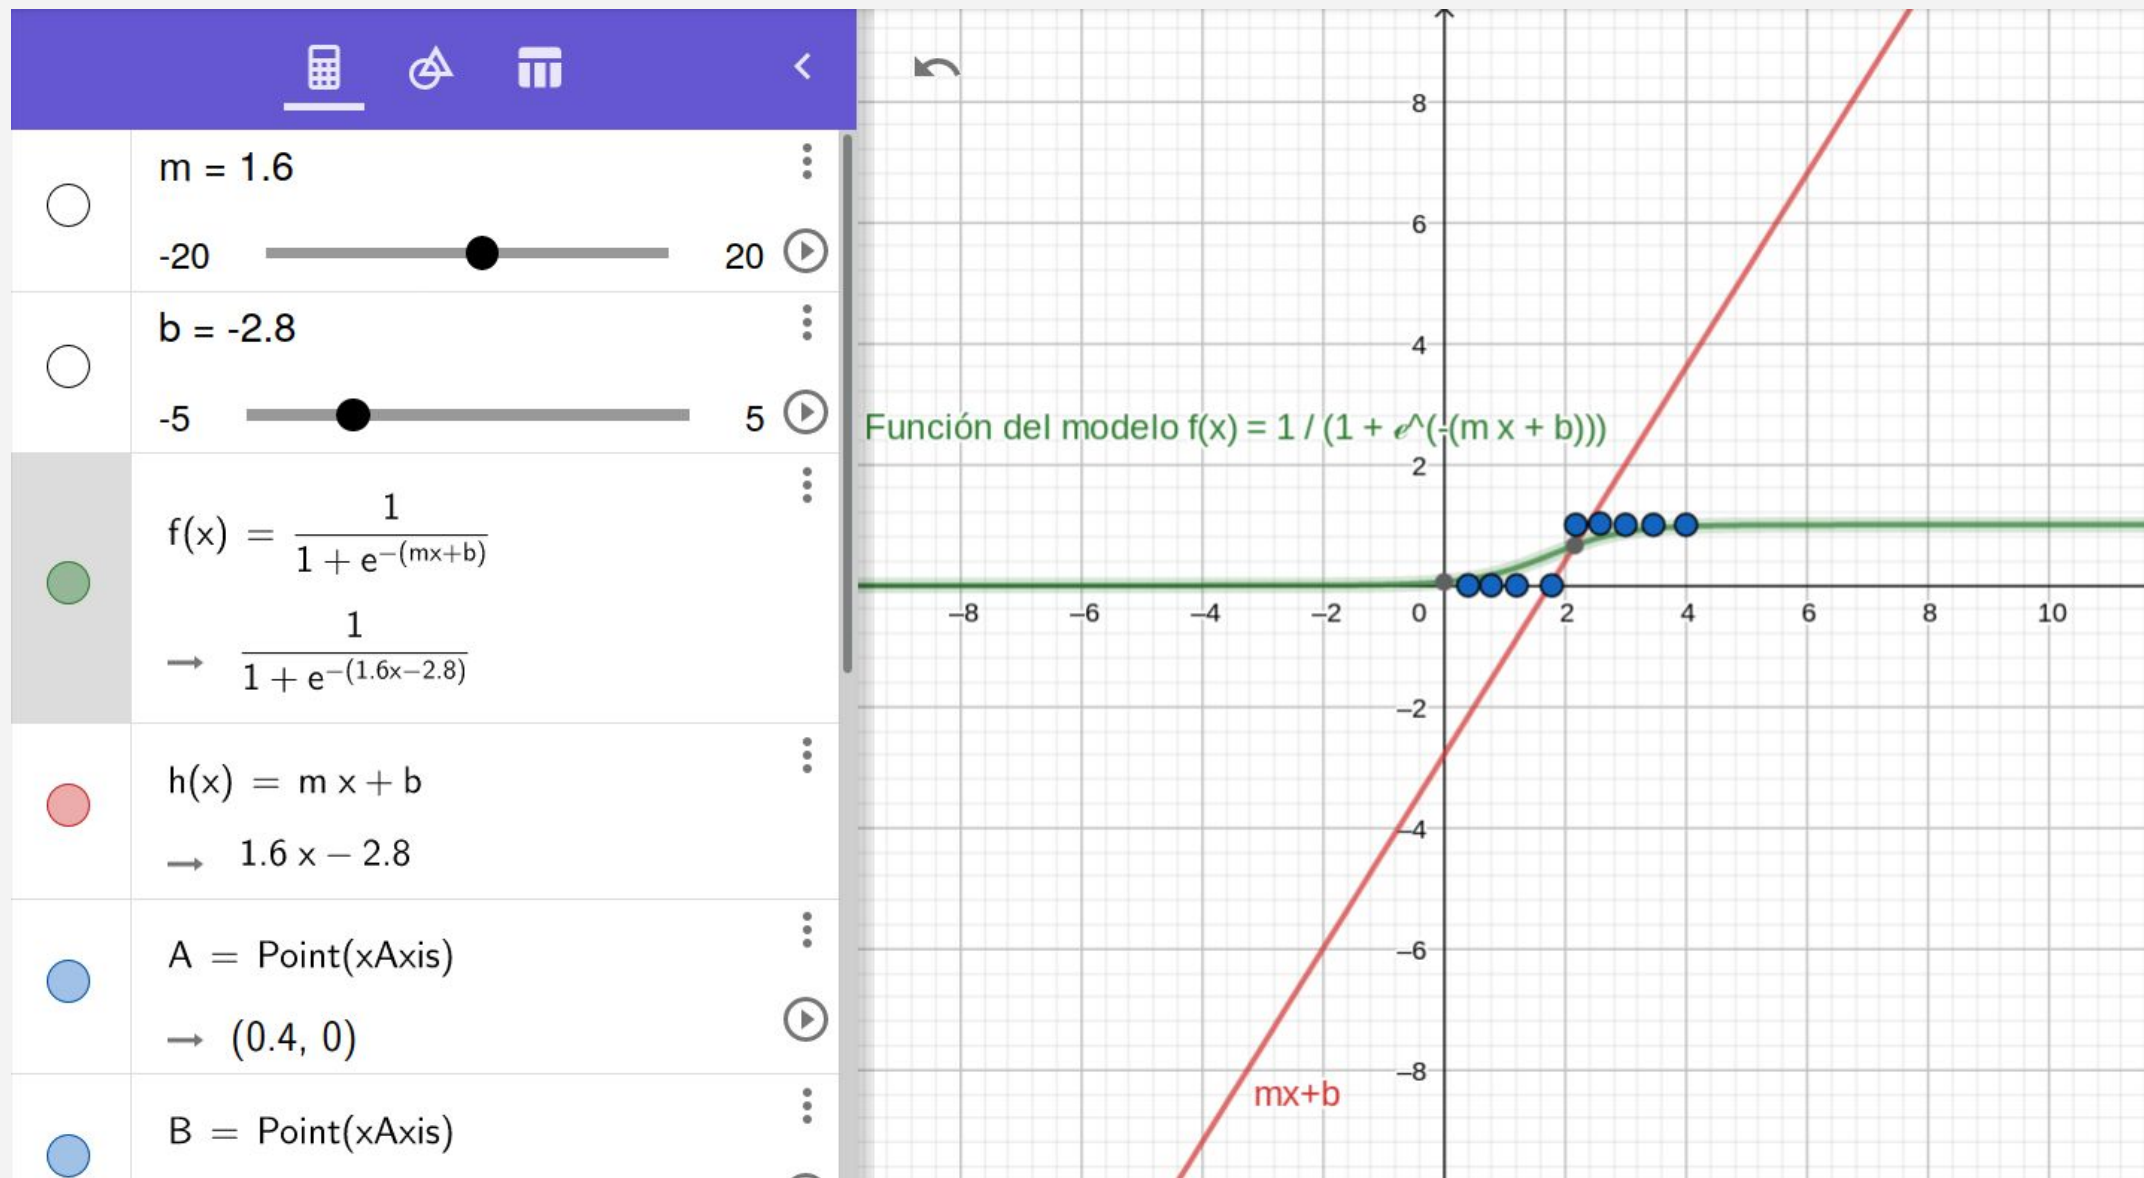 m = 1.6
-20 20
b = -2.8
-5 5
f(x) = 1 / (1 + e^−(mx+b))
→ 1 / (1 + e^−(1.6x−2.8))
h(x) = m x + b
→ 1.6 x − 2.8
A = Point(xAxis)
→ (0.4, 0)
B = Point(xAxis)
8
6
4
Función del modelo f(x) = 1 / (1 + ℯ^(-(m x + b)))
2
–8 –6 –4 –2 0 2 4 6 8 10
–2
–4
–6
–8
mx+b